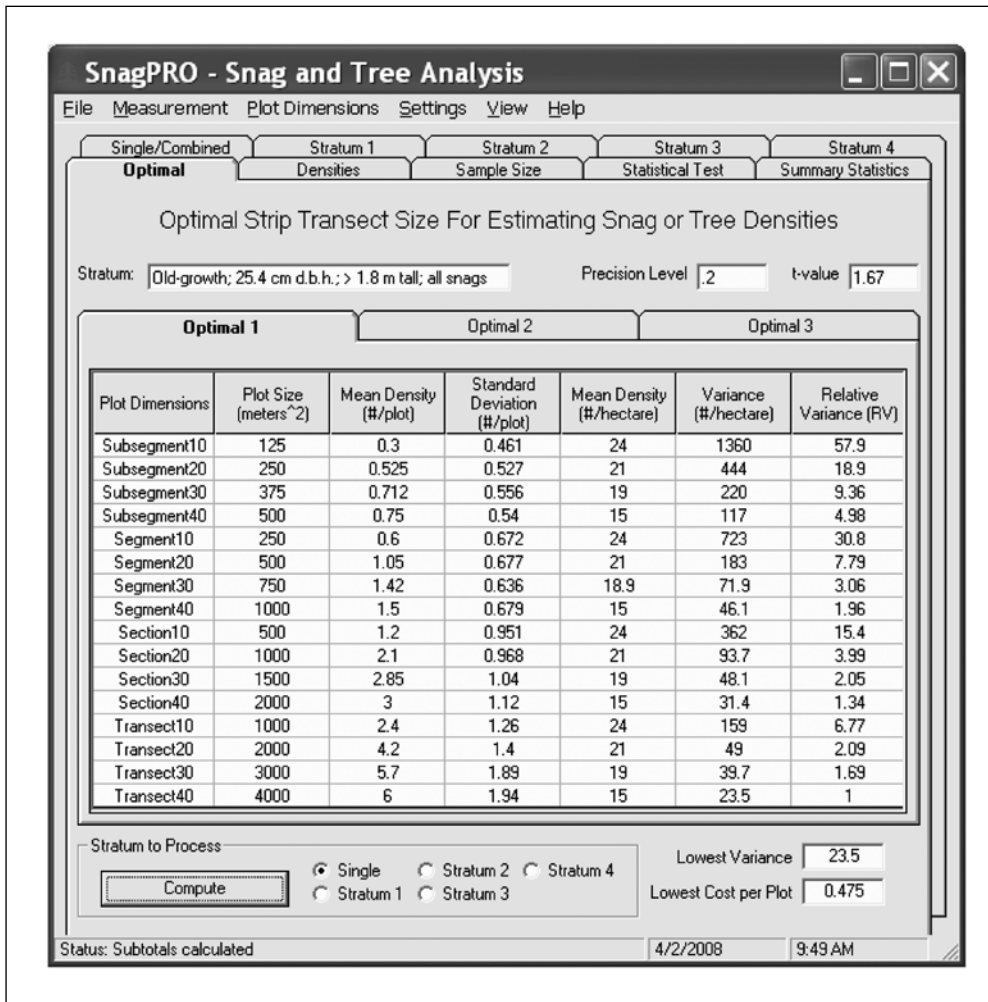 SnagPRO - Snag and Tree Analysis
File Measurement Plot Dimensions Settings View Help
Single/Combined Stratum 1 Stratum 2 Stratum 3 Stratum 4
Optimal Densities Sample Size Statistical Test Summary Statistics
Optimal Strip Transect Size For Estimating Snag or Tree Densities
Stratum: Old-growth; 25.4 cm d.b.h.; > 1.8 m tall; all snags Precision Level .2 t-value 1.67
Optimal 1 Optimal 2 Optimal 3
Plot Dimensions Plot Size (meters^2) Mean Density (#/plot) Standard Deviation (#/plot) Mean Density (#/hectare) Variance (#/hectare) Relative Variance (RV)
Subsegment10 125 0.3 0.461 24 1360 57.9
Subsegment20 250 0.525 0.527 21 444 18.9
Subsegment30 375 0.712 0.556 19 220 9.36
Subsegment40 500 0.75 0.54 15 117 4.98
Segment10 250 0.6 0.672 24 723 30.8
Segment20 500 1.05 0.677 21 183 7.79
Segment30 750 1.42 0.636 18.9 71.9 3.06
Segment40 1000 1.5 0.679 15 46.1 1.96
Section10 500 1.2 0.951 24 362 15.4
Section20 1000 2.1 0.968 21 93.7 3.99
Section30 1500 2.85 1.04 19 48.1 2.05
Section40 2000 3 1.12 15 31.4 1.34
Transect10 1000 2.4 1.26 24 159 6.77
Transect20 2000 4.2 1.4 21 49 2.09
Transect30 3000 5.7 1.89 19 39.7 1.69
Transect40 4000 6 1.94 15 23.5 1
Stratum to Process
Compute
Single Stratum 2 Stratum 4
Stratum 1 Stratum 3
Lowest Variance 23.5
Lowest Cost per Plot 0.475
Status: Subtotals calculated 4/2/2008 9:49 AM